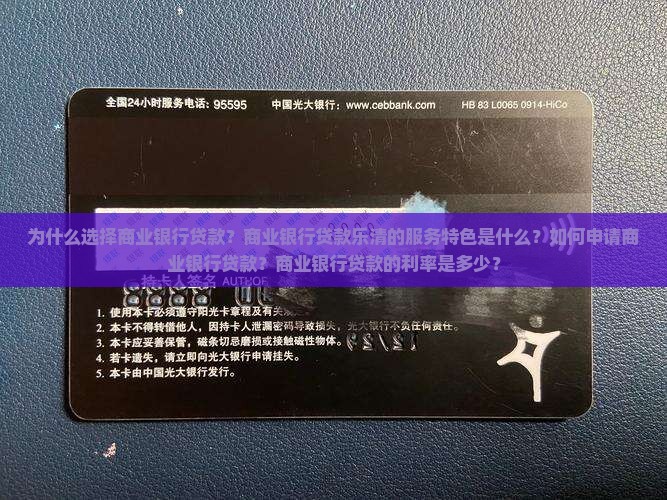 全国24小时服务电话: 95595 中国光大银行: www.cebbank.com HB 83 L0065 0914-HiCo
为什么选择商业银行贷款？商业银行贷款乐清的服务特色是什么？如何申请商
业银行贷款？商业银行贷款的利率是多少？
持卡人签名 AUTHOR
1. 使用本卡必须遵守阳光卡章程及有关
2. 本卡不得转借他人，因持卡人泄漏密码导致损失，光大银行不负任何责任。
3. 本卡应妥善保管，磁条切忌磨损或接触磁性物体。
4. 若卡遗失，请立即向光大银行申请挂失。
5. 本卡由中国光大银行发行。